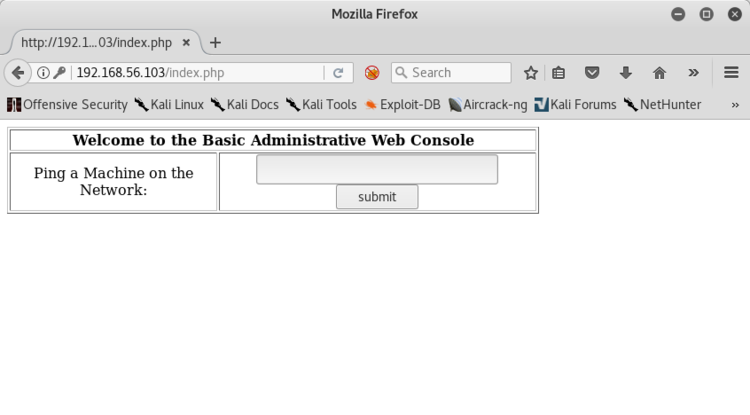 Mozilla Firefox
http://192.1...03/index.php
192.168.56.103/index.php
Search
Offensive Security Kali Linux Kali Docs Kali Tools Exploit-DB Aircrack-ng Kali Forums NetHunter »
Welcome to the Basic Administrative Web Console
Ping a Machine on the
Network:
submit